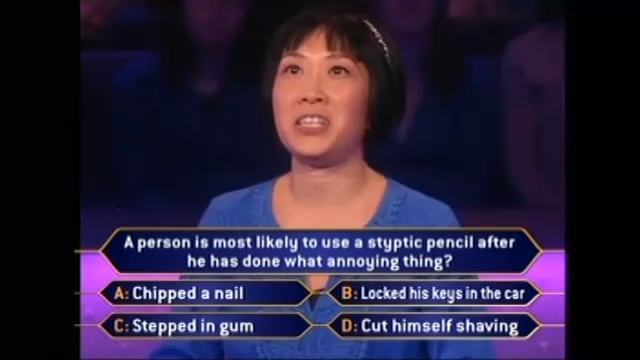 A person is most likely to use a styptic pencil after
he has done what annoying thing?
A: Chipped a nail
B: Locked his keys in the car
C: Stepped in gum
D: Cut himself shaving